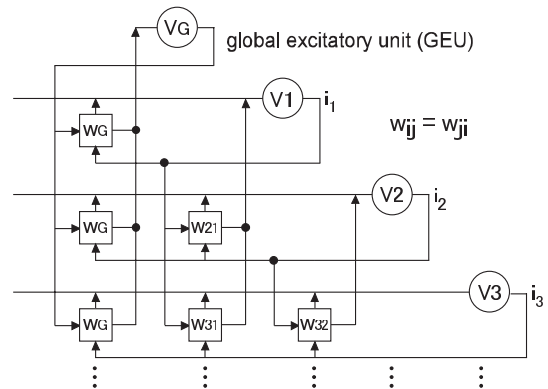 VG
global excitatory unit (GEU)
V1 i1
WG
wij = wji
V2 i2
WG W21
V3 i3
WG W31 W32